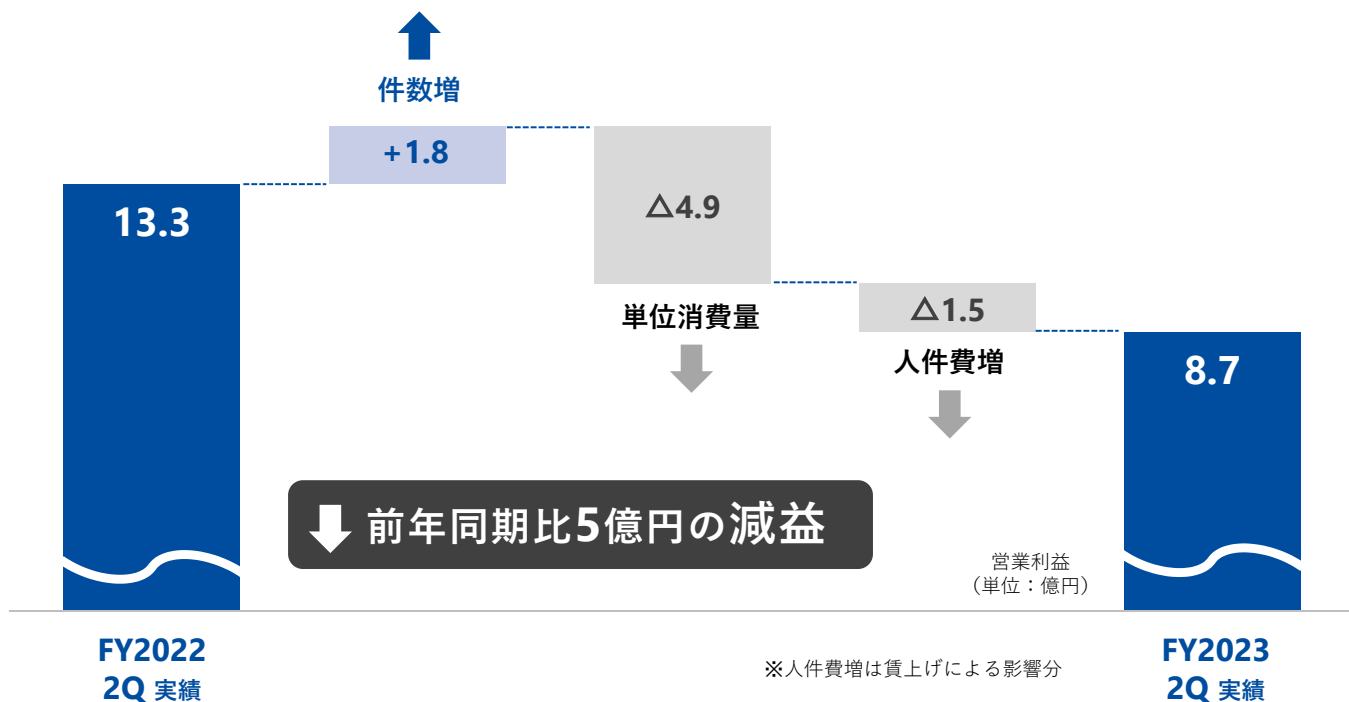 件数増
+1.8
13.3
△4.9
単位消費量
△1.5
人件費増
8.7
前年同期比5億円の減益
営業利益
（単位：億円）
FY2022
2Q 実績
※人件費増は賃上げによる影響分
FY2023
2Q 実績